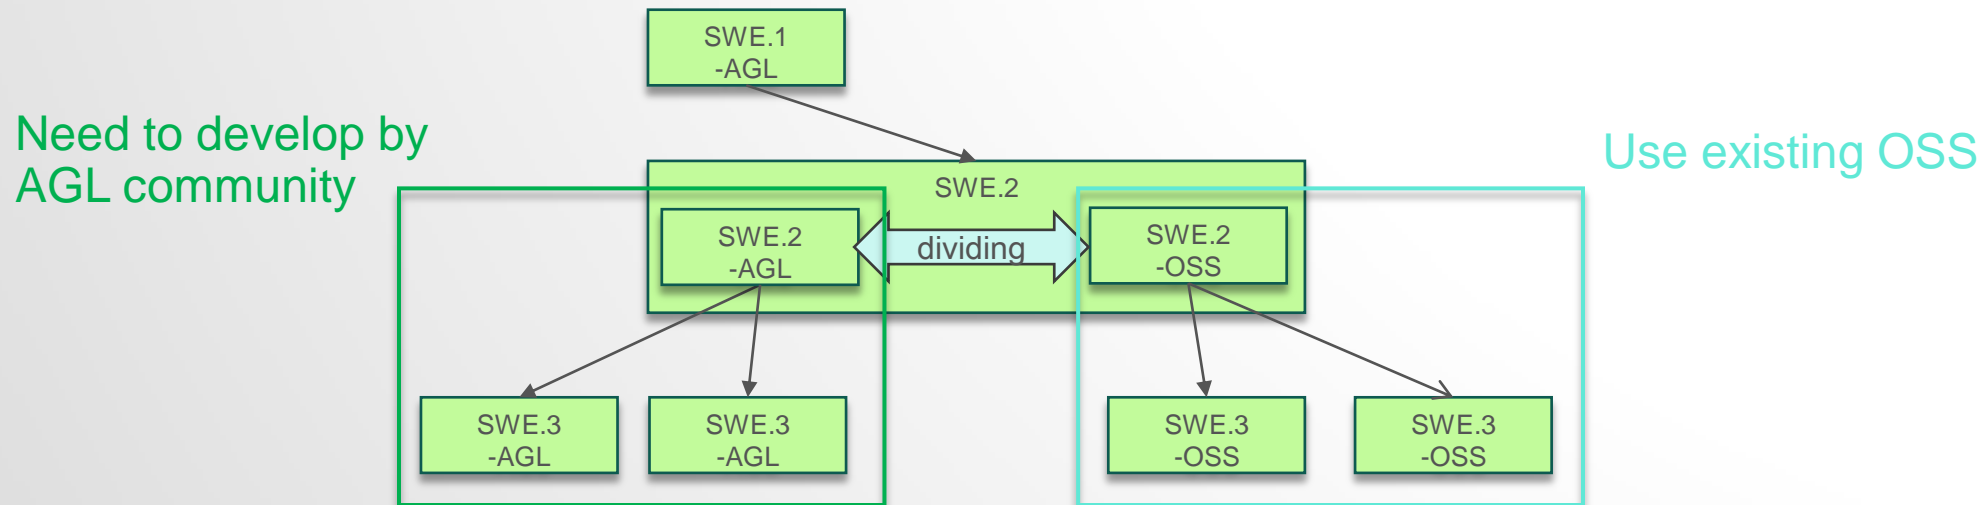 SWE.1
-AGL
Need to develop by
AGL community
Use existing OSS
SWE.2
SWE.2
-AGL
dividing
SWE.2
-OSS
SWE.3
-AGL
SWE.3
-AGL
SWE.3
-OSS
SWE.3
-OSS